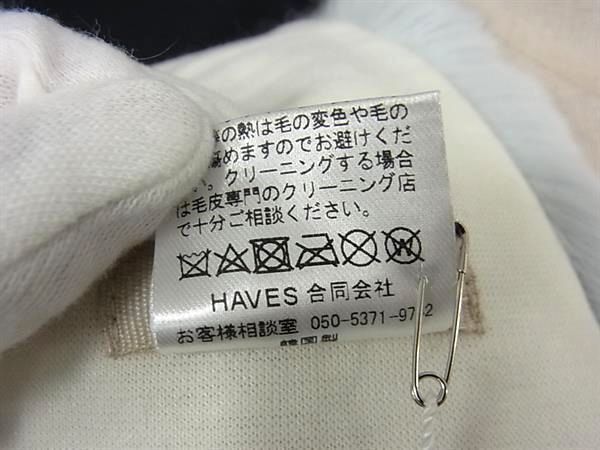 の熱は毛の変色や毛の
めますのでお避けくだ
。クリーニングする場合
は毛皮専門のクリーニング店
で十分ご相談ください。
HAVES 合同会社
お客様相談室 050-5371-97
韓国製